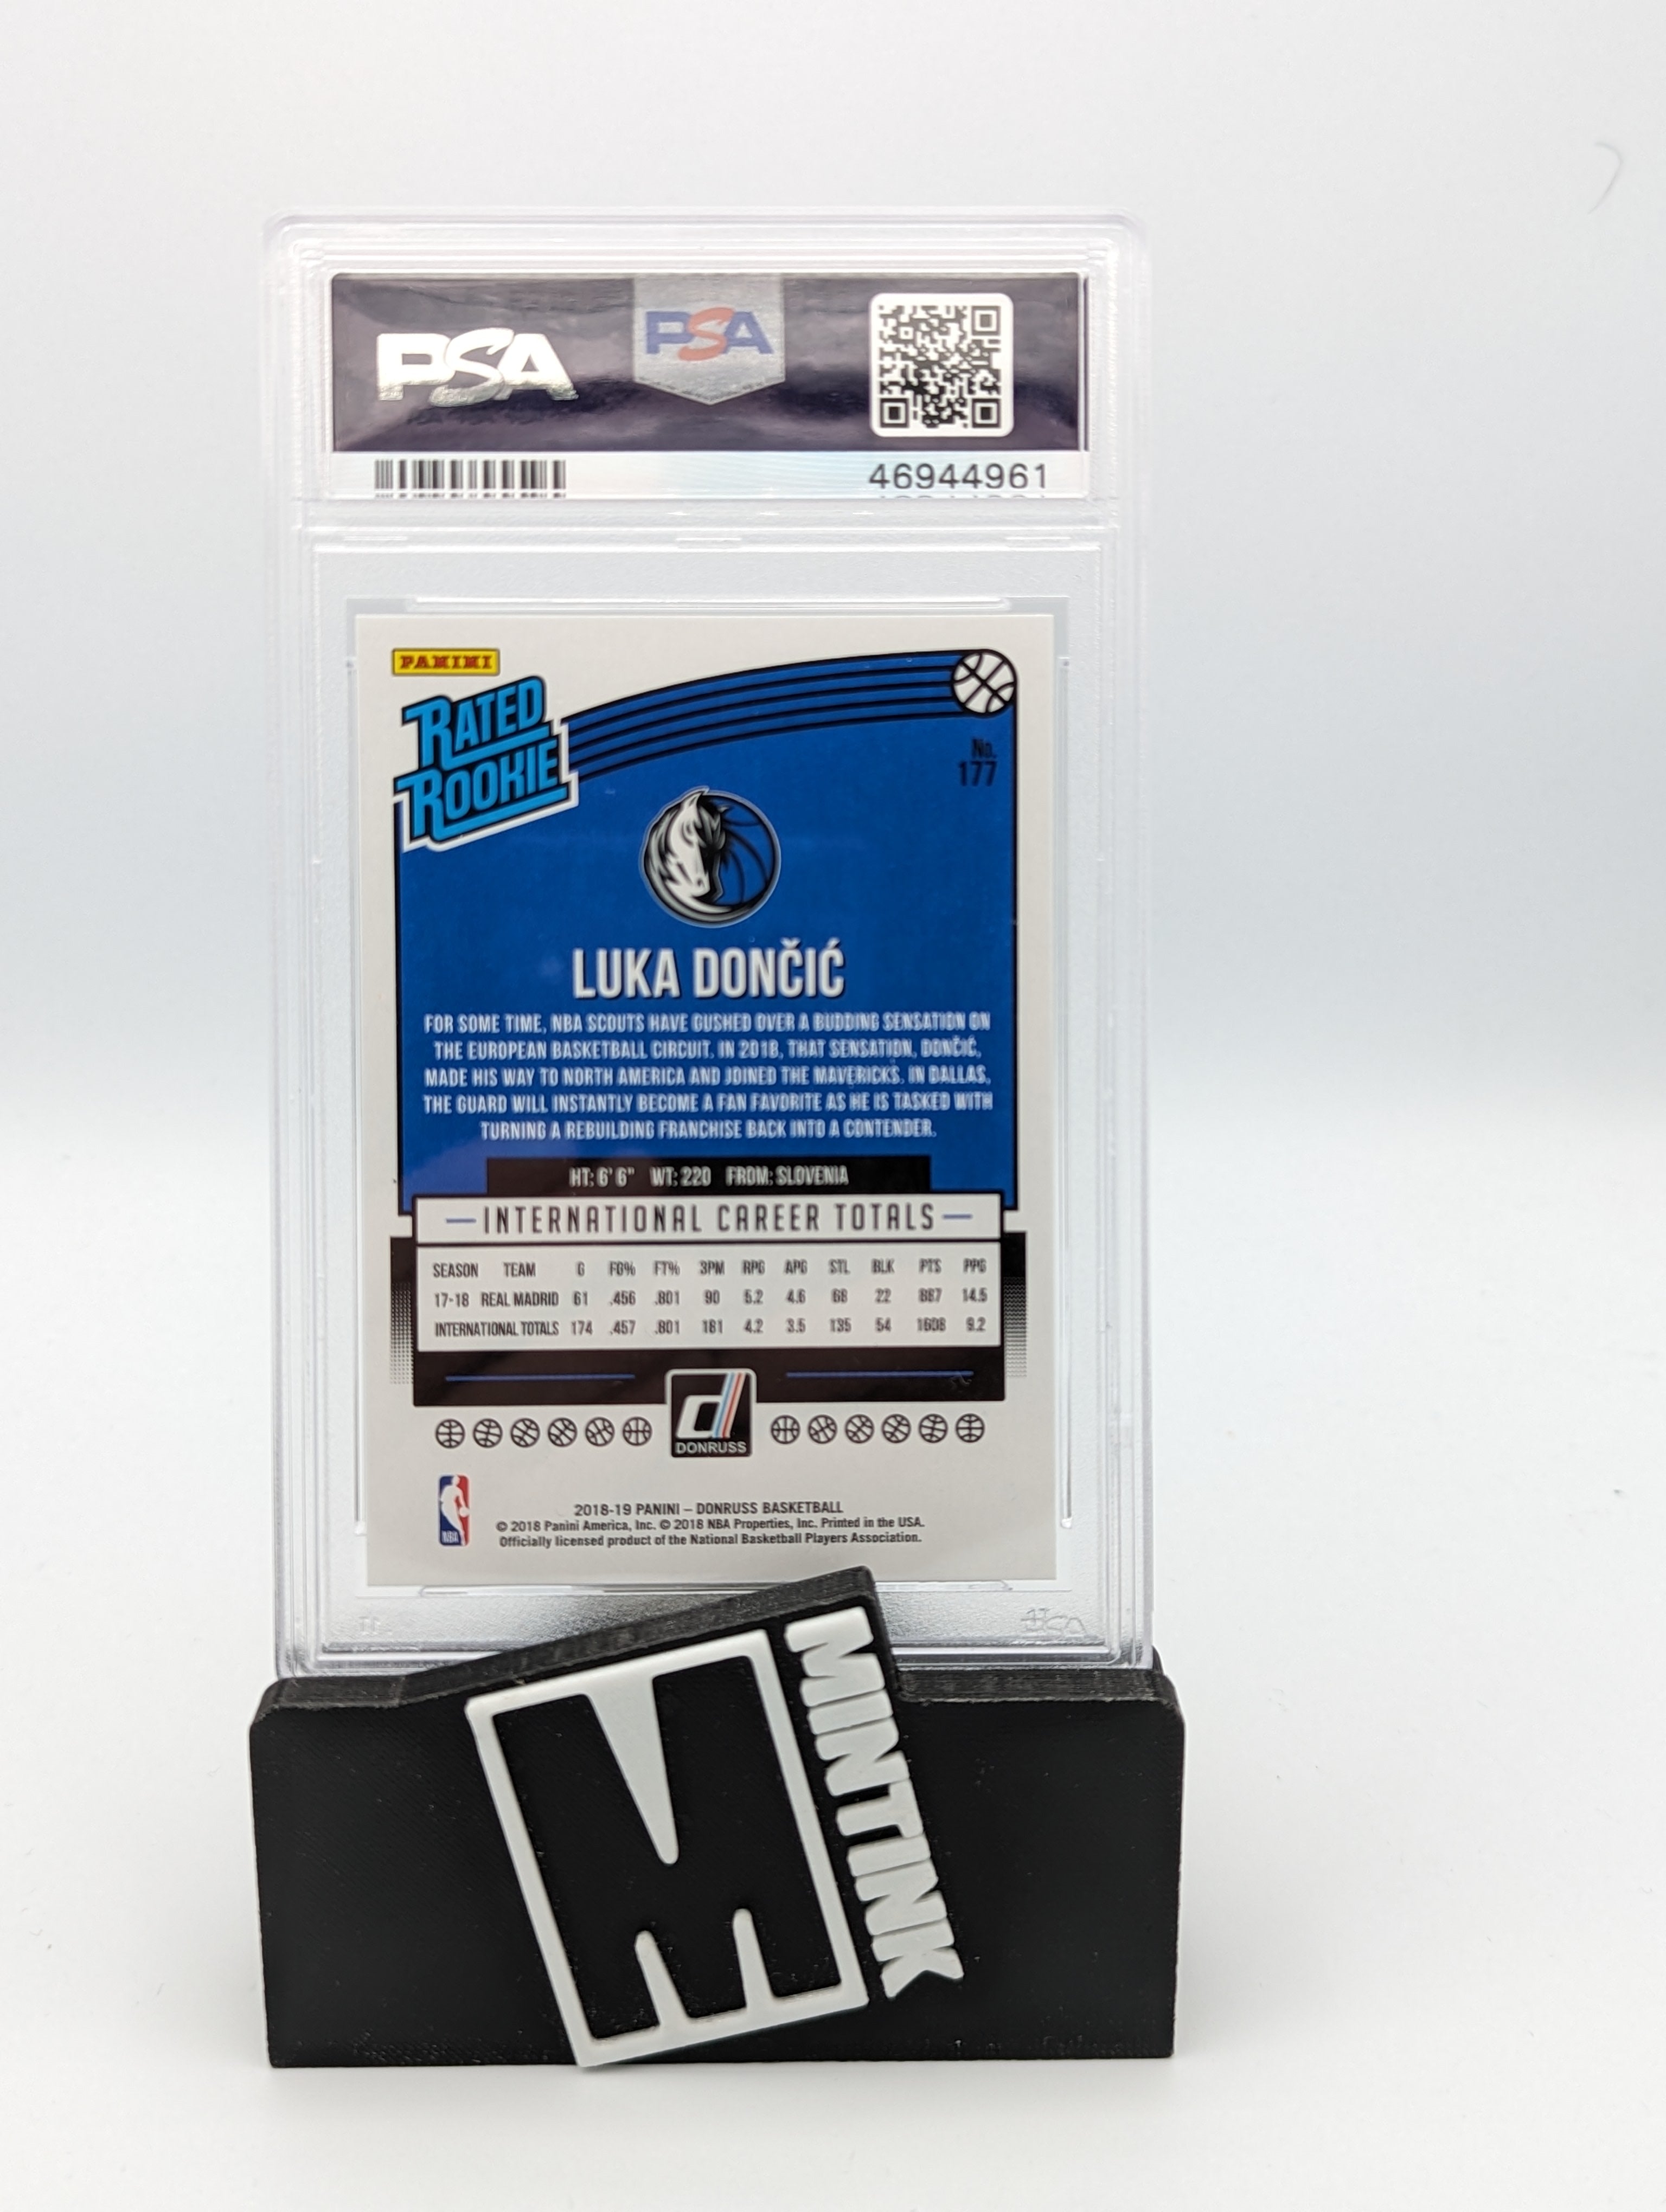 PSA
PSA
46944961
PANINI
RATED
ROOKIE
No.
177
LUKA DONČIĆ
FOR SOME TIME, NBA SCOUTS HAVE GUSHED OVER A BUDDING SENSATION ON
THE EUROPEAN BASKETBALL CIRCUIT. IN 2018, THAT SENSATION, DONČIĆ,
MADE HIS WAY TO NORTH AMERICA AND JOINED THE MAVERICKS. IN DALLAS,
THE GUARD WILL INSTANTLY BECOME A FAN FAVORITE AS HE IS TASKED WITH
TURNING A REBUILDING FRANCHISE BACK INTO A CONTENDER.
HT: 6' 6" WT: 220 FROM: SLOVENIA
INTERNATIONAL CAREER TOTALS
SEASON TEAM G FG% FT% 3PM RPG APG STL BLK PTS PPG
17-18 REAL MADRID 61 .456 .801 90 5.2 4.6 68 22 887 14.5
INTERNATIONAL TOTALS 174 .457 .801 181 4.2 3.5 135 54 1608 9.2
d
DONRUSS
NBA
2018-19 PANINI – DONRUSS BASKETBALL
© 2018 Panini America, Inc. © 2018 NBA Properties, Inc. Printed in the USA.
Officially licensed product of the National Basketball Players Association.
M
MINTINK